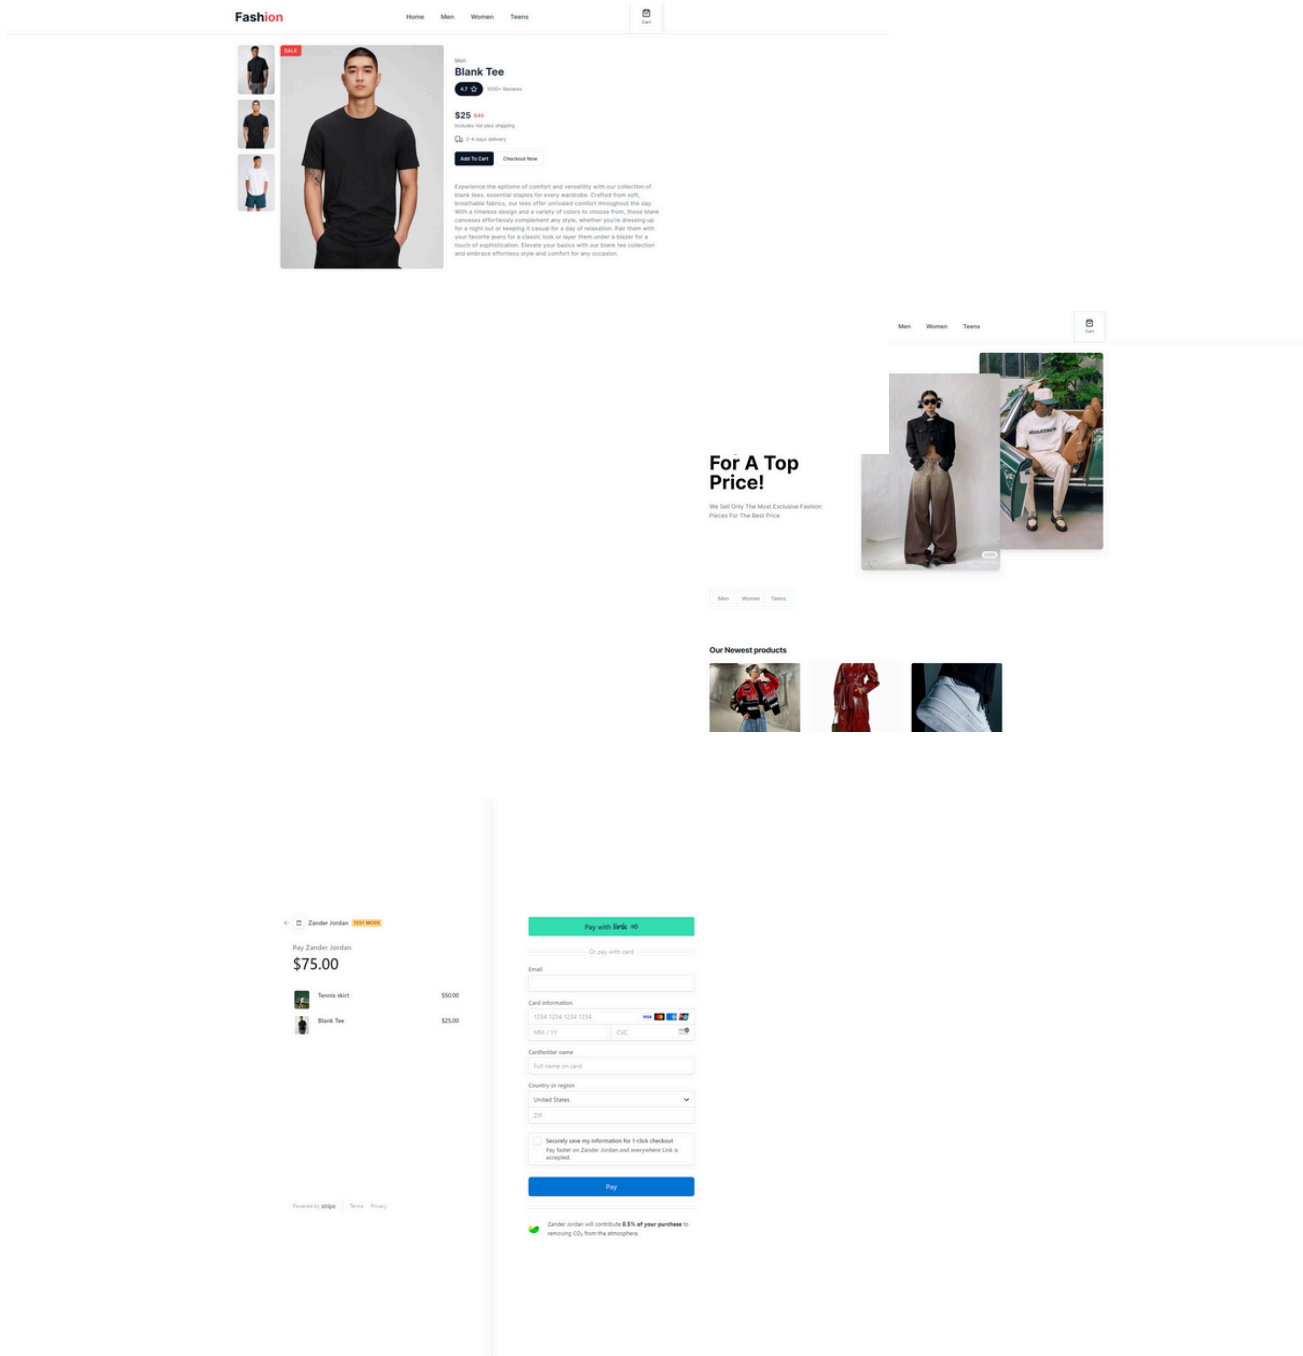 Fashion
Home Men Women Teens
Cart
SALE
Men
Blank Tee
4.7 1000+ Reviews
$25 $45
Includes Vat plus shipping
2-4 days delivery
Add To Cart Checkout Now
Experience the epitome of comfort and versatility with our collection of
blank tees, essential staples for every wardrobe. Crafted from soft,
breathable fabrics, our tees offer unrivaled comfort throughout the day.
With a timeless design and a variety of colors to choose from, these blank
canvases effortlessly complement any style, whether you're dressing up
for a night out or keeping it casual for a day of relaxation. Pair them with
your favorite jeans for a classic look or layer them under a blazer for a
touch of sophistication. Elevate your basics with our blank tee collection
and embrace effortless style and comfort for any occasion.
Men Women Teens
Cart
For A Top
Price!
We Sell Only The Most Exclusive Fashion
Pieces For The Best Price
Men Women Teens
Our Newest products
Zander Jordan TEST MODE
Pay Zander Jordan
$75.00
Tennis skirt $50.00
Blank Tee $25.00
Powered by stripe Terms Privacy
Pay with link
Or pay with card
Email
Card information
1234 1234 1234 1234 VISA
MM / YY CVC
Cardholder name
Full name on card
Country or region
United States
ZIP
Securely save my information for 1-click checkout
Pay faster on Zander Jordan and everywhere Link is
accepted.
Pay
Zander Jordan will contribute 0.5% of your purchase to
removing CO₂ from the atmosphere.